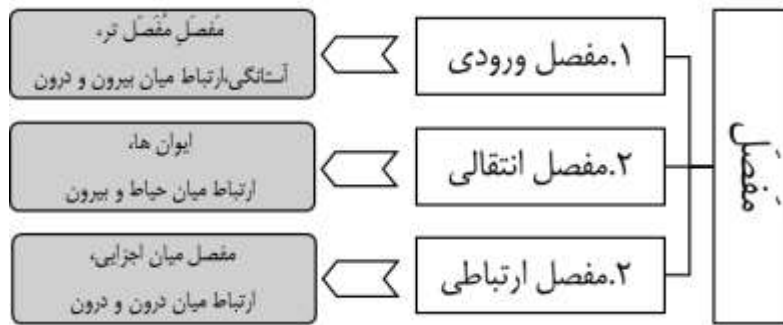 مَفصَل
۱.مفصل ورودی
مَفصَلِ مُفَصَل تر،
آستانگی،ارتباط میان بیرون و درون
۲.مفصل انتقالی
ایوان ها،
ارتباط میان حیاط و بیرون
۲.مفصل ارتباطی
مفصل میان اجزایی،
ارتباط میان درون و درون